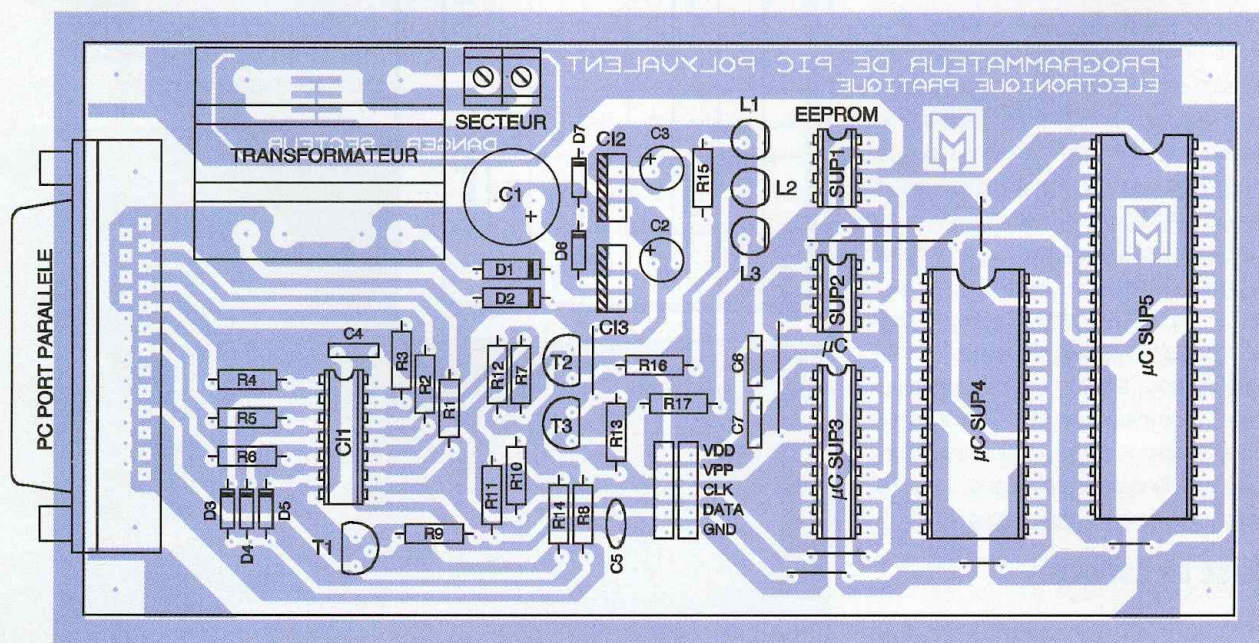 PROGRAMMATEUR DE PIC POLYVALENT
ELECTRONIQUE PRATIQUE
SECTEUR
DANGER SECTEUR
TRANSFORMATEUR
PC PORT PARALLELE
C1
+
D7
D6
CI2
CI3
C3
+
C2
+
R15
L1
L2
L3
EEPROM
SUP1
SUP2
µC
µC SUP3
µC SUP4
µC SUP5
M
M
D1
D2
C4
R3
R2
R1
R4
R5
R6
CI1
D3
D4
D5
T1
R9
R12
R7
T2
T3
R16
R17
R13
R11
R10
R14
R8
C5
C6
C7
VDD
VPP
CLK
DATA
GND